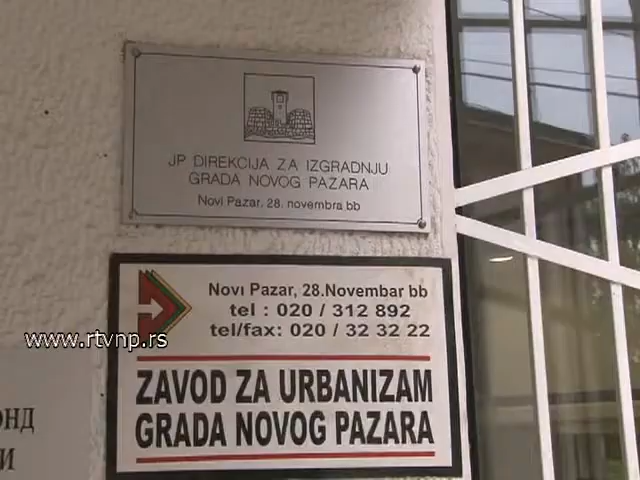 JP DIREKCIJA ZA IZGRADNJU
GRADA NOVOG PAZARA
Novi Pazar, 28. novembra bb
Novi Pazar, 28.Novembar bb
tel : 020 / 312 892
tel/fax: 020 / 32 32 22
www.rtvnp.rs
ZAVOD ZA URBANIZAM
GRADA NOVOG PAZARA